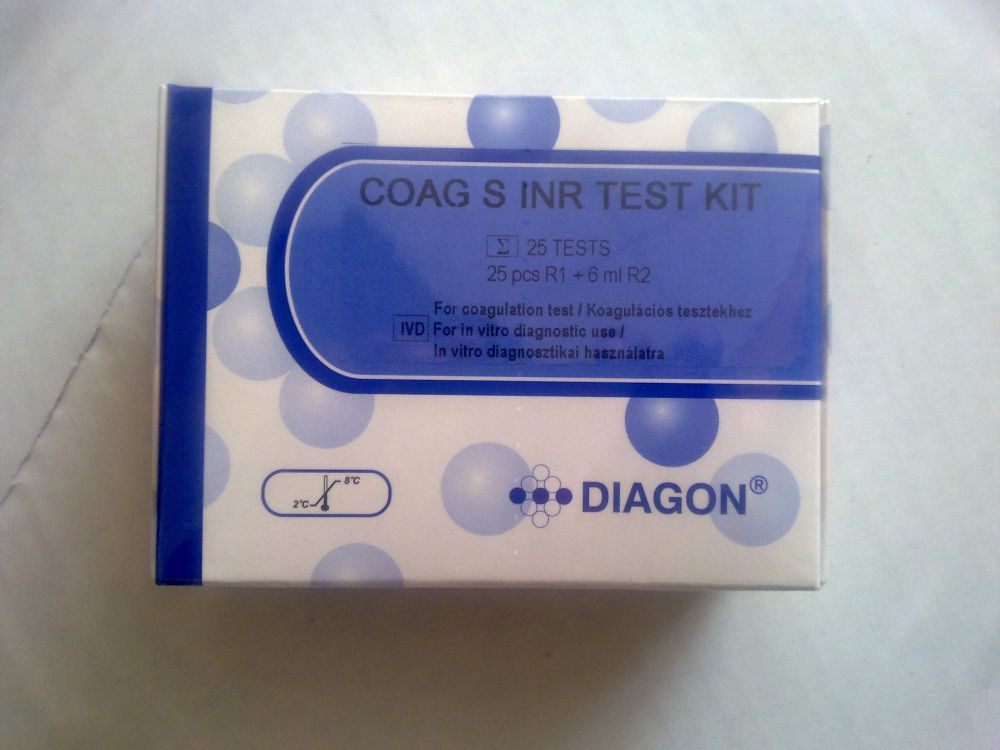 COAG S INR TEST KIT
Σ 25 TESTS
25 pcs R1 + 6 ml R2
For coagulation test / Koagulációs tesztekhez
IVD For in vitro diagnostic use /
In vitro diagnosztikai használatra
8°C
2°C
DIAGON®